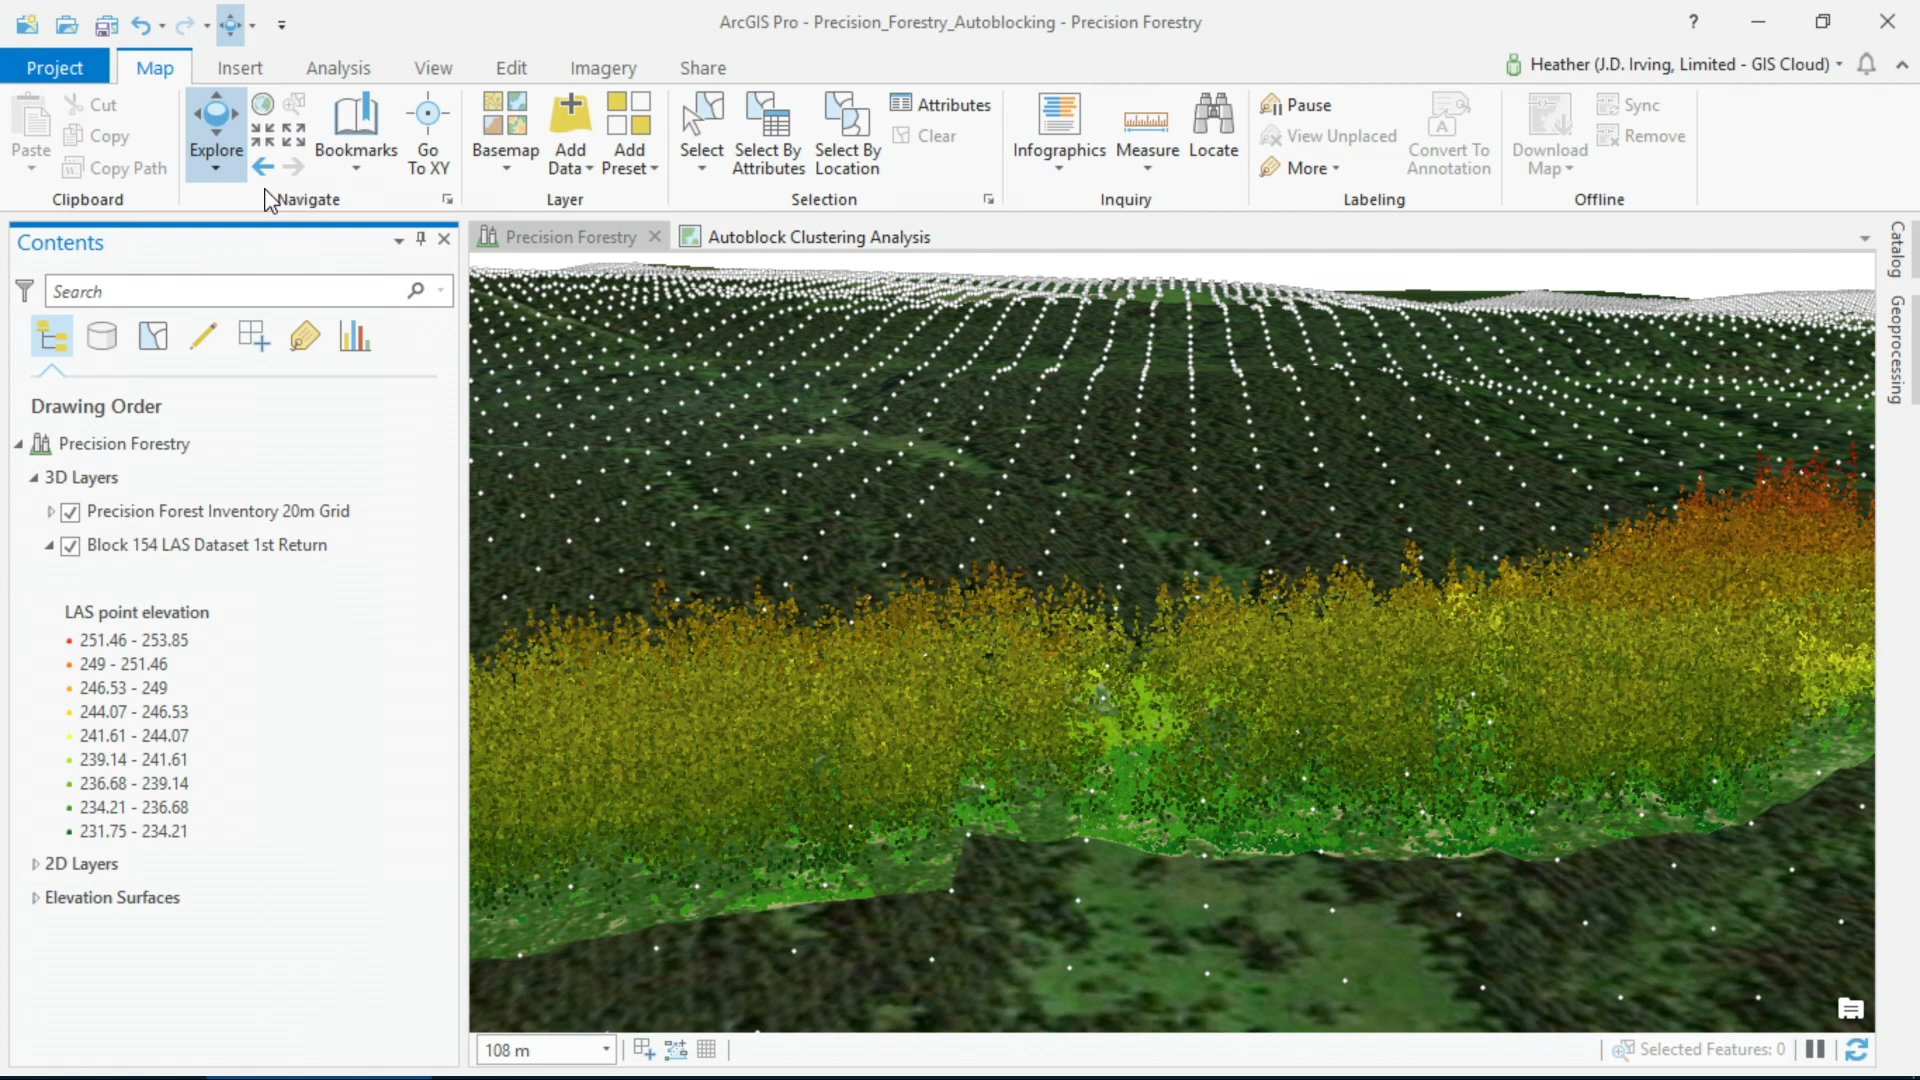 ArcGIS Pro - Precision_Forestry_Autoblocking - Precision Forestry
?
Project
Map
Insert
Analysis
View
Edit
Imagery
Share
Heather (J.D. Irving, Limited - GIS Cloud)
Paste
Cut
Copy
Copy Path
Clipboard
Explore
Bookmarks
Go
To XY
Navigate
Basemap
Add
Data
Add
Preset
Layer
Select
Select By
Attributes
Select By
Location
Attributes
Clear
Selection
Infographics
Measure
Locate
Inquiry
Pause
View Unplaced
More
Convert To
Annotation
Labeling
Download
Map
Sync
Remove
Offline
Contents
Search
Drawing Order
Precision Forestry
3D Layers
Precision Forest Inventory 20m Grid
Block 154 LAS Dataset 1st Return
LAS point elevation
251.46 - 253.85
249 - 251.46
246.53 - 249
244.07 - 246.53
241.61 - 244.07
239.14 - 241.61
236.68 - 239.14
234.21 - 236.68
231.75 - 234.21
2D Layers
Elevation Surfaces
Precision Forestry
Autoblock Clustering Analysis
Catalog
Geoprocessing
108 m
Selected Features: 0